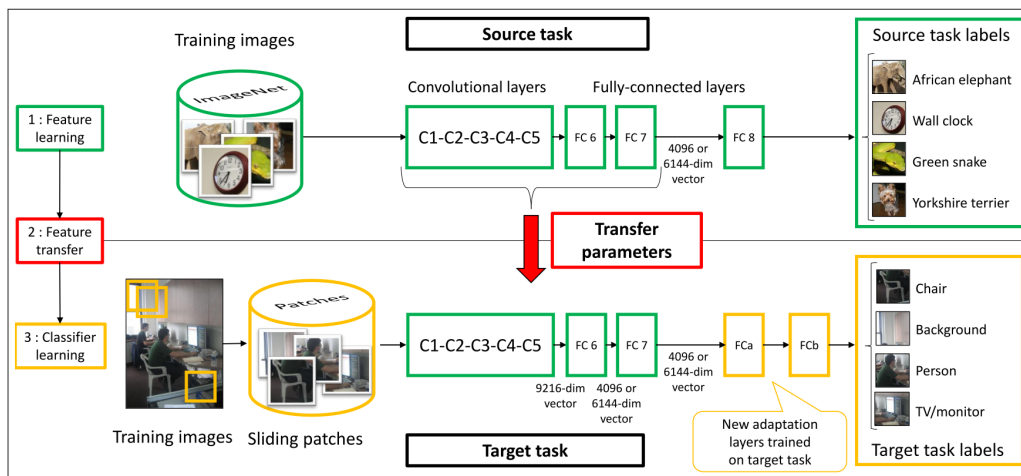 Training images
Source task
Source task labels
ImageNet
Convolutional layers
Fully-connected layers
African elephant
1 : Feature
learning
C1-C2-C3-C4-C5
FC 6
FC 7
4096 or
6144-dim
vector
FC 8
Wall clock
Green snake
Yorkshire terrier
2 : Feature
transfer
Transfer
parameters
3 : Classifier
learning
Patches
Chair
C1-C2-C3-C4-C5
FC 6
FC 7
4096 or
6144-dim
vector
FCa
FCb
Background
9216-dim
vector
4096 or
6144-dim
vector
Person
New adaptation
layers trained
on target task
TV/monitor
Training images
Sliding patches
Target task
Target task labels